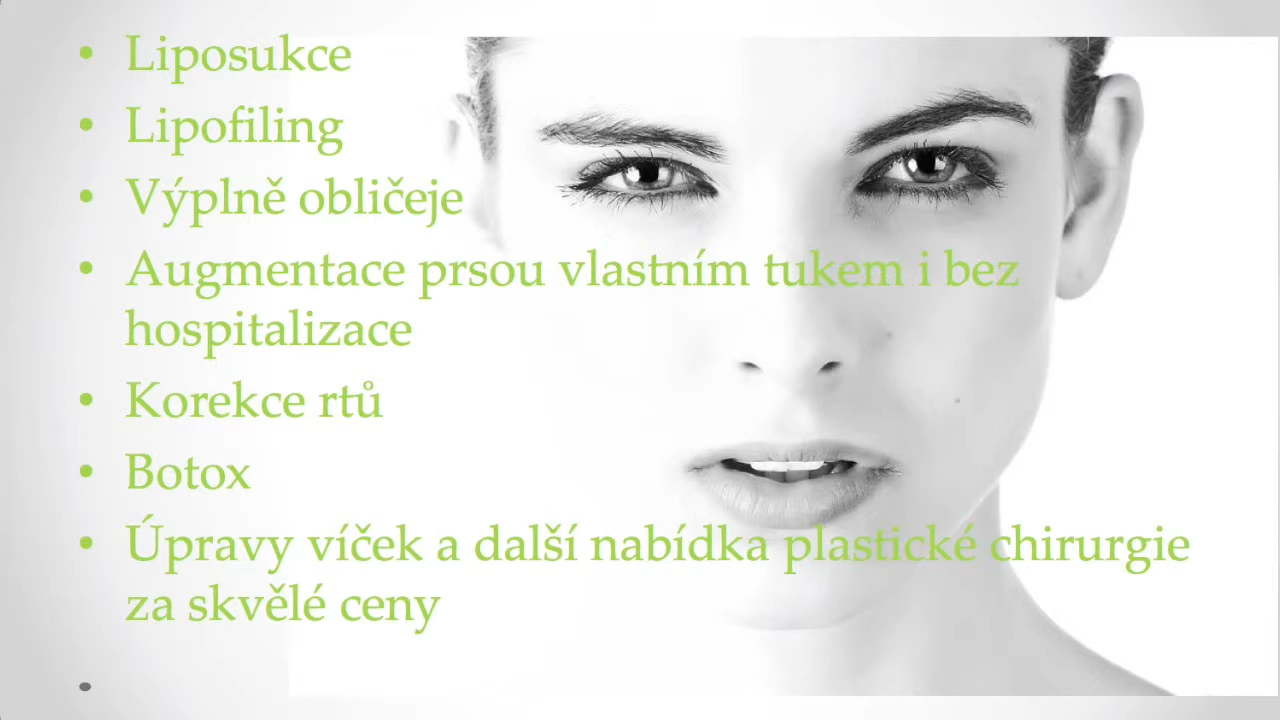 • Liposukce
• Lipofiling
• Výplně obličeje
• Augmentace prsou vlastním tukem i bez
hospitalizace
• Korekce rtů
• Botox
• Úpravy víček a další nabídka plastické chirurgie
za skvělé ceny
•